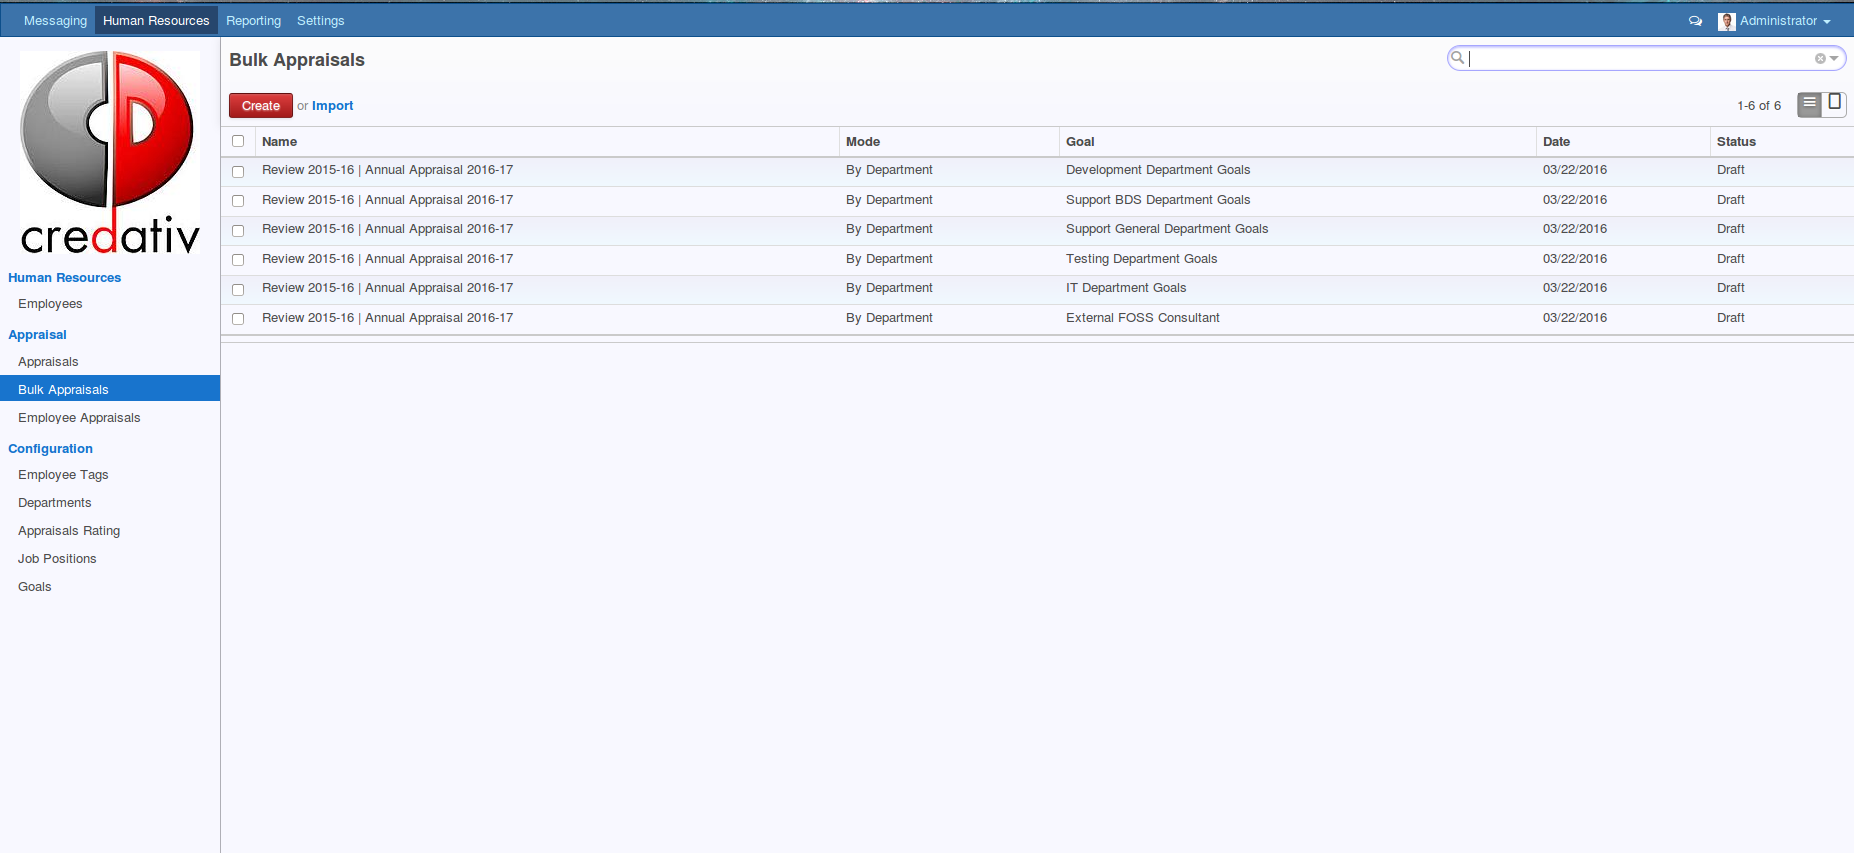 Messaging Human Resources Reporting Settings Administrator
credativ
Bulk Appraisals
Create or Import 1-6 of 6
Name Mode Goal Date Status
Review 2015-16 | Annual Appraisal 2016-17 By Department Development Department Goals 03/22/2016 Draft
Review 2015-16 | Annual Appraisal 2016-17 By Department Support BDS Department Goals 03/22/2016 Draft
Review 2015-16 | Annual Appraisal 2016-17 By Department Support General Department Goals 03/22/2016 Draft
Review 2015-16 | Annual Appraisal 2016-17 By Department Testing Department Goals 03/22/2016 Draft
Review 2015-16 | Annual Appraisal 2016-17 By Department IT Department Goals 03/22/2016 Draft
Review 2015-16 | Annual Appraisal 2016-17 By Department External FOSS Consultant 03/22/2016 Draft
Human Resources
Employees
Appraisal
Appraisals
Bulk Appraisals
Employee Appraisals
Configuration
Employee Tags
Departments
Appraisals Rating
Job Positions
Goals